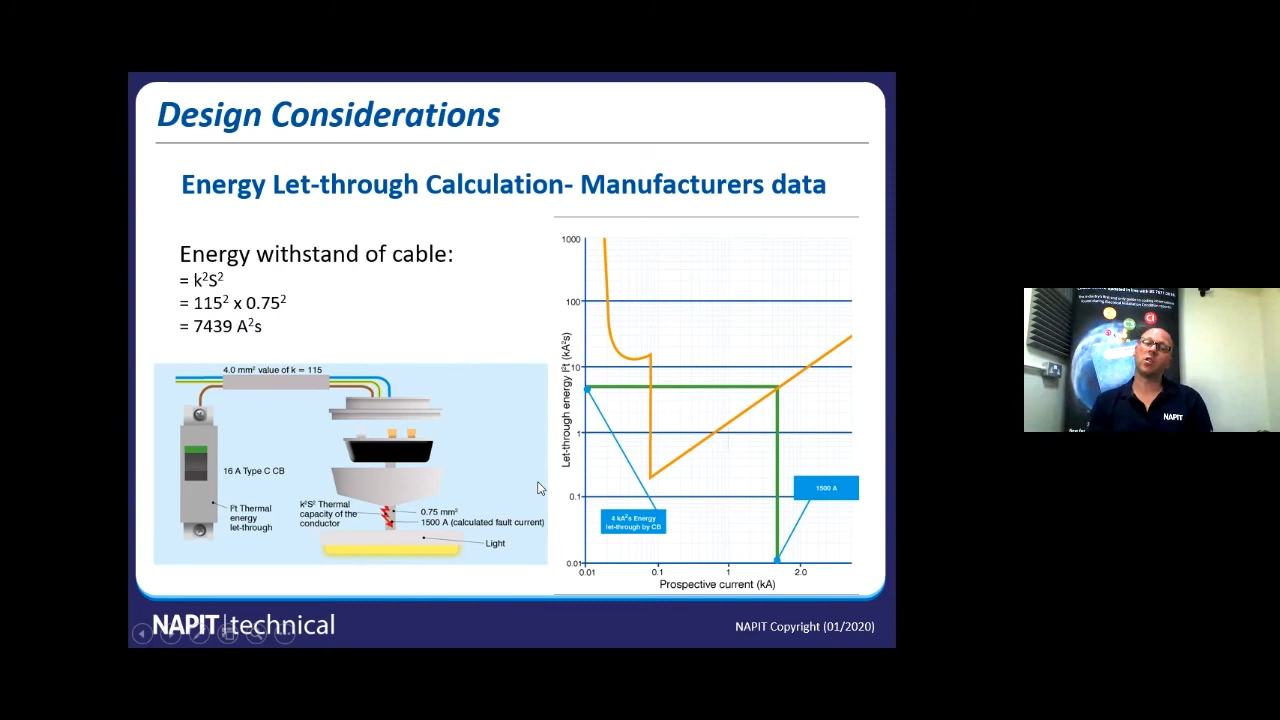 Design Considerations
Energy Let-through Calculation- Manufacturers data
Energy withstand of cable:
= k²S²
= 115² x 0.75²
= 7439 A²s
4.0 mm² value of k = 115
16 A Type C CB
I²t Thermal
energy
let-through
k²S² Thermal
capacity of the
conductor
0.75 mm²
1500 A (calculated fault current)
Light
Let-through energy I²t (kA²s)
1000
100
10
1
0.1
0.01
4 kA²s Energy
let-through by CB
1500 A
0.01
0.1
1
2.0
Prospective current (kA)
NAPIT|technical
NAPIT Copyright (01/2020)
NAPIT